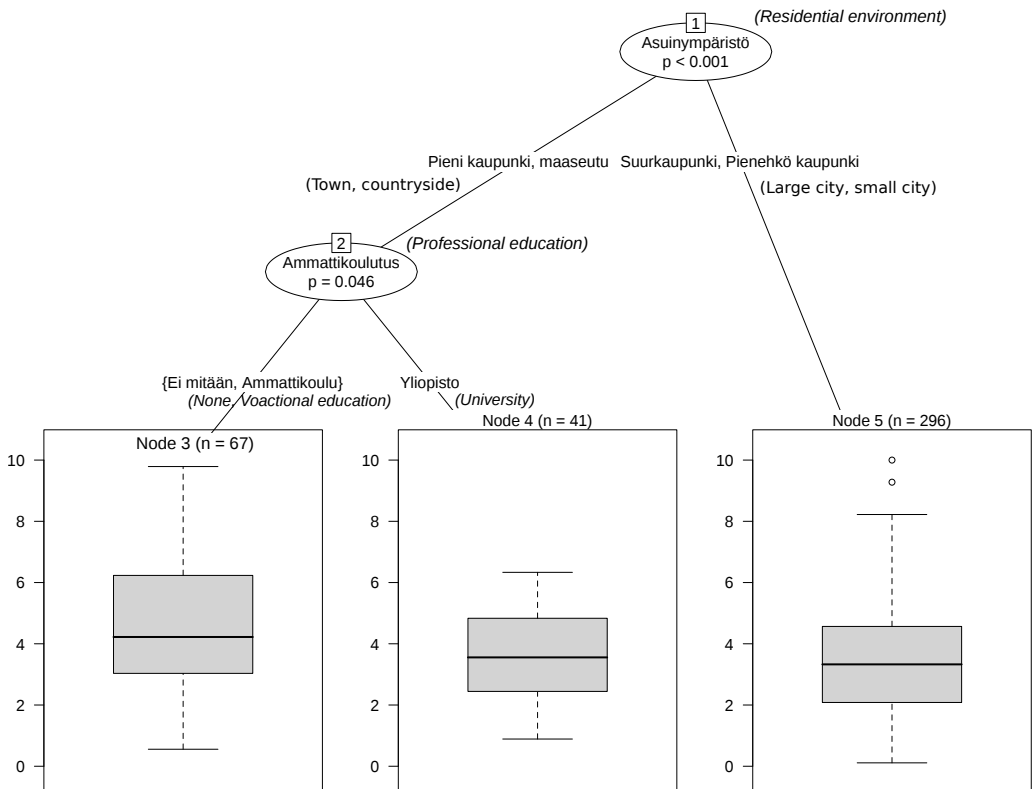 (Residential environment)
1
Asuinympäristö
p < 0.001
Pieni kaupunki, maaseutu
Suurkaupunki, Pienehkö kaupunki
(Town, countryside)
(Large city, small city)
2
(Professional education)
Ammattikoulutus
p = 0.046
{Ei mitään, Ammattikoulu}
Yliopisto
(None, Voactional education)
(University)
Node 3 (n = 67)
Node 4 (n = 41)
Node 5 (n = 296)
10
8
6
4
2
0
10
8
6
4
2
0
10
8
6
4
2
0